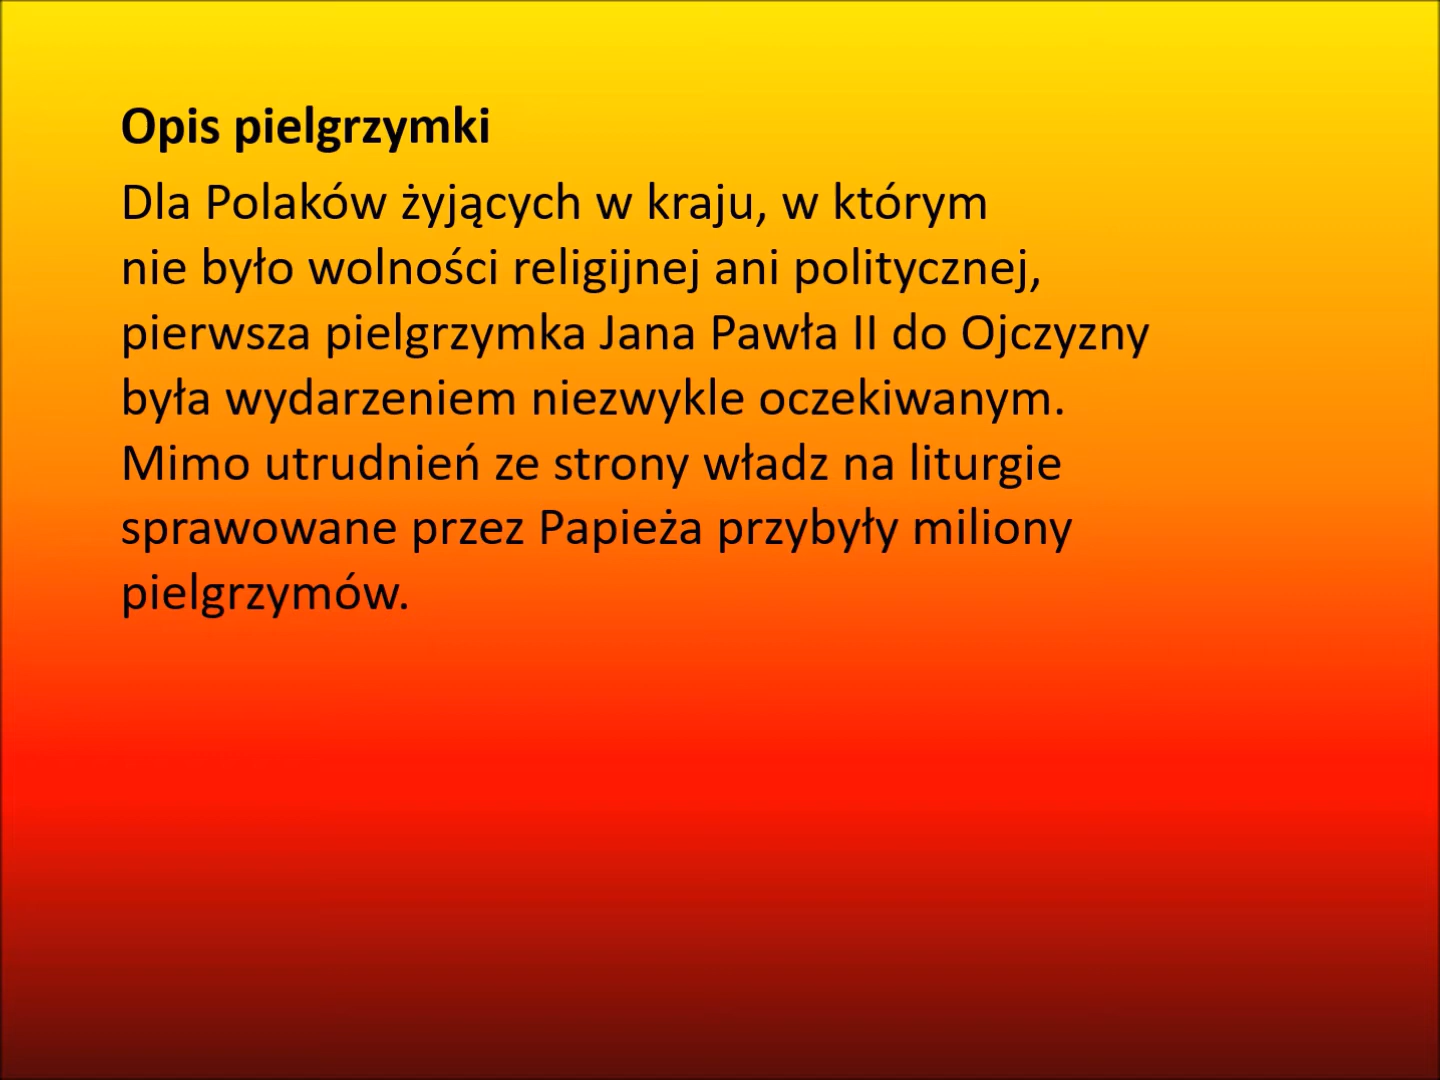 Opis pielgrzymki
Dla Polaków żyjących w kraju, w którym
nie było wolności religijnej ani politycznej,
pierwsza pielgrzymka Jana Pawła II do Ojczyzny
była wydarzeniem niezwykle oczekiwanym.
Mimo utrudnień ze strony władz na liturgie
sprawowane przez Papieża przybyły miliony
pielgrzymów.